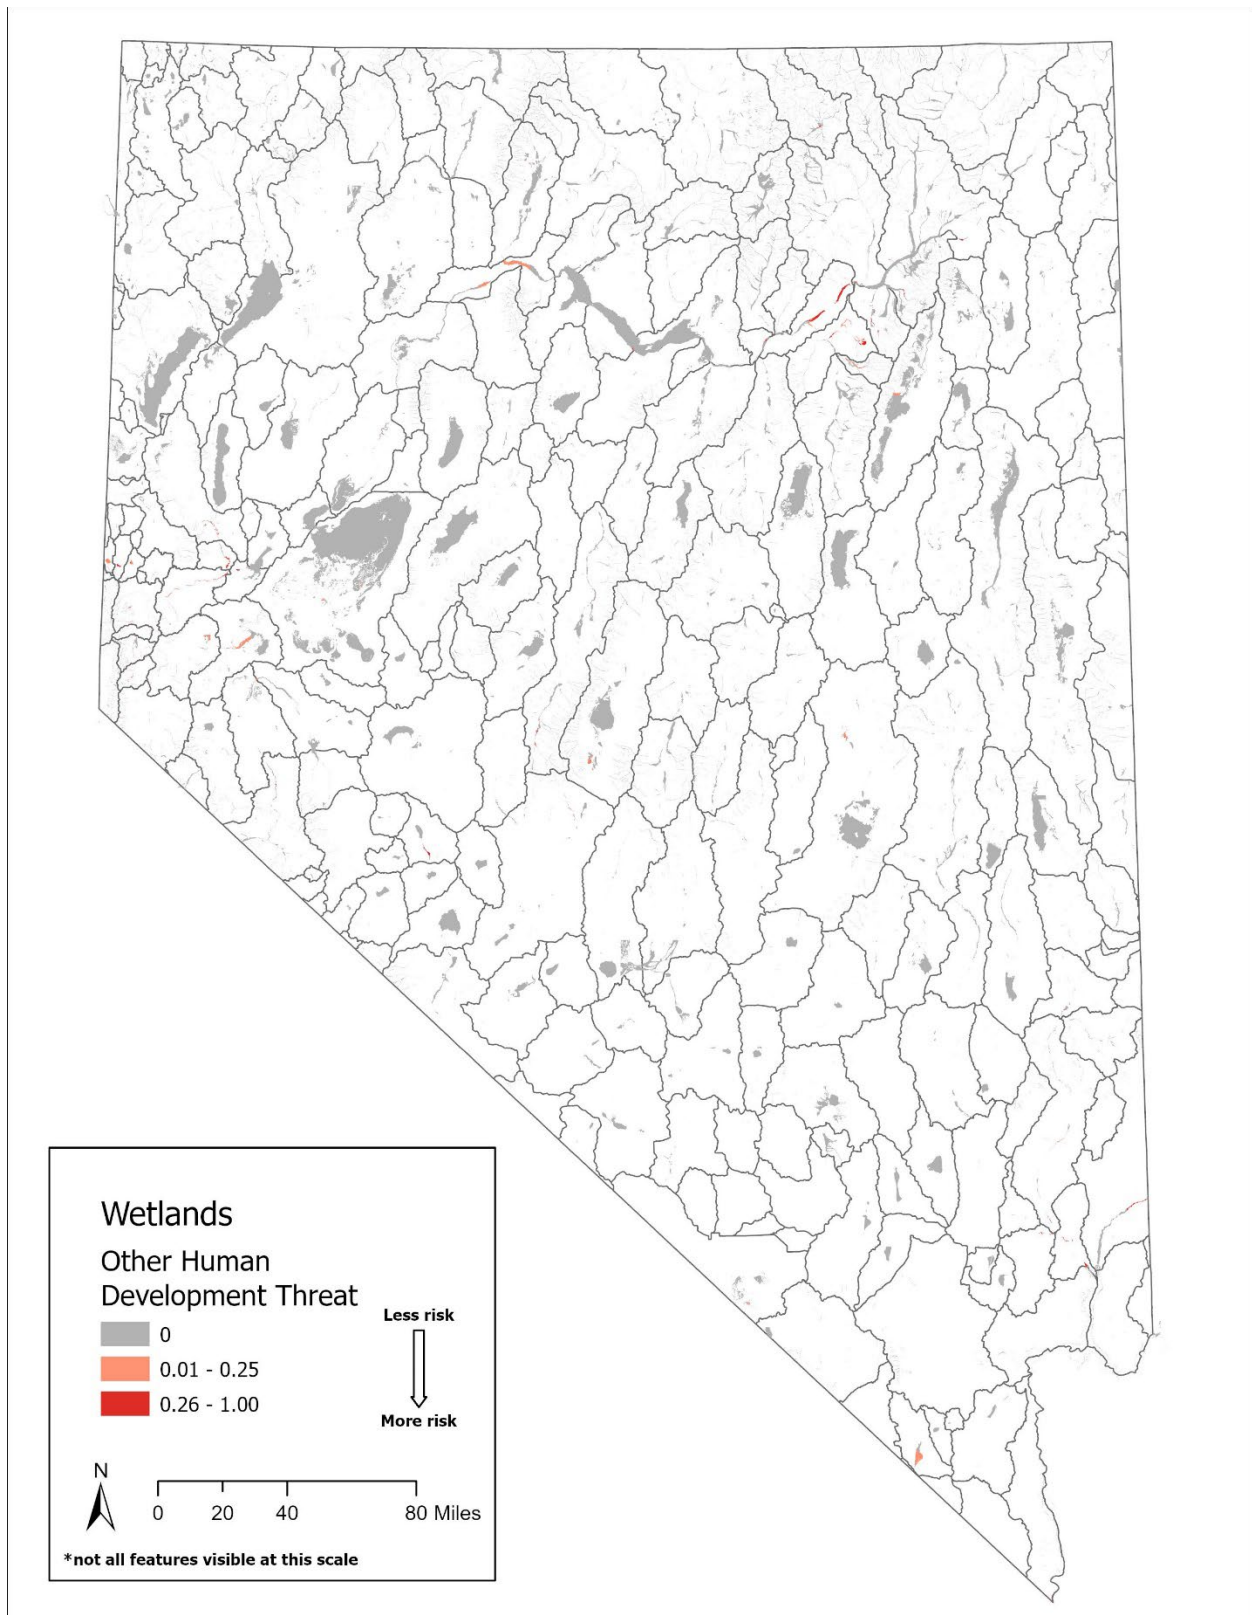 Wetlands
Other Human
Development Threat
Less risk
0
0.01 - 0.25
0.26 - 1.00
More risk
N
0 20 40 80 Miles
*not all features visible at this scale